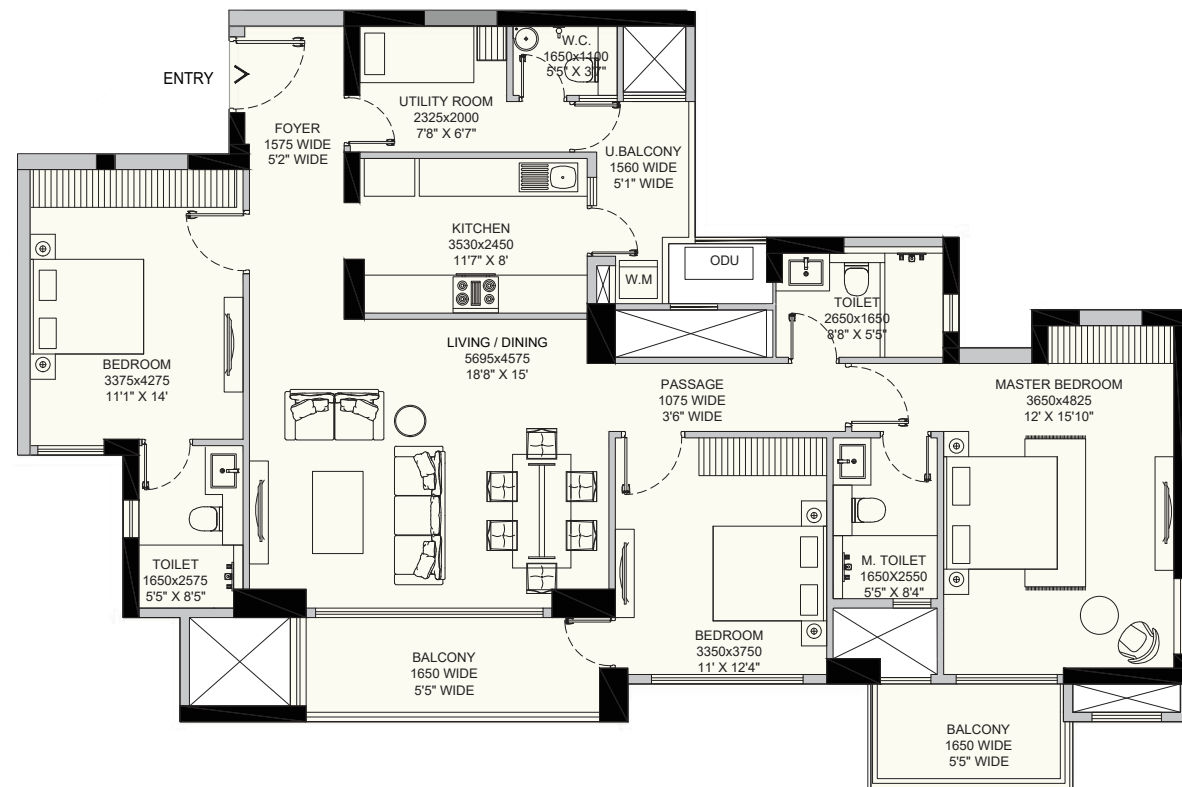 ENTRY
W.C.
1650x1100
5'5" X 3'7"
UTILITY ROOM
2325x2000
7'8" X 6'7"
FOYER
1575 WIDE
5'2" WIDE
U.BALCONY
1560 WIDE
5'1" WIDE
KITCHEN
3530x2450
11'7" X 8'
ODU
W.M
TOILET
2650x1650
8'8" X 5'5"
LIVING / DINING
5695x4575
18'8" X 15'
BEDROOM
3375x4275
11'1" X 14'
PASSAGE
1075 WIDE
3'6" WIDE
MASTER BEDROOM
3650x4825
12' X 15'10"
TOILET
1650x2575
5'5" X 8'5"
M. TOILET
1650X2550
5'5" X 8'4"
BEDROOM
3350x3750
11' X 12'4"
BALCONY
1650 WIDE
5'5" WIDE
BALCONY
1650 WIDE
5'5" WIDE